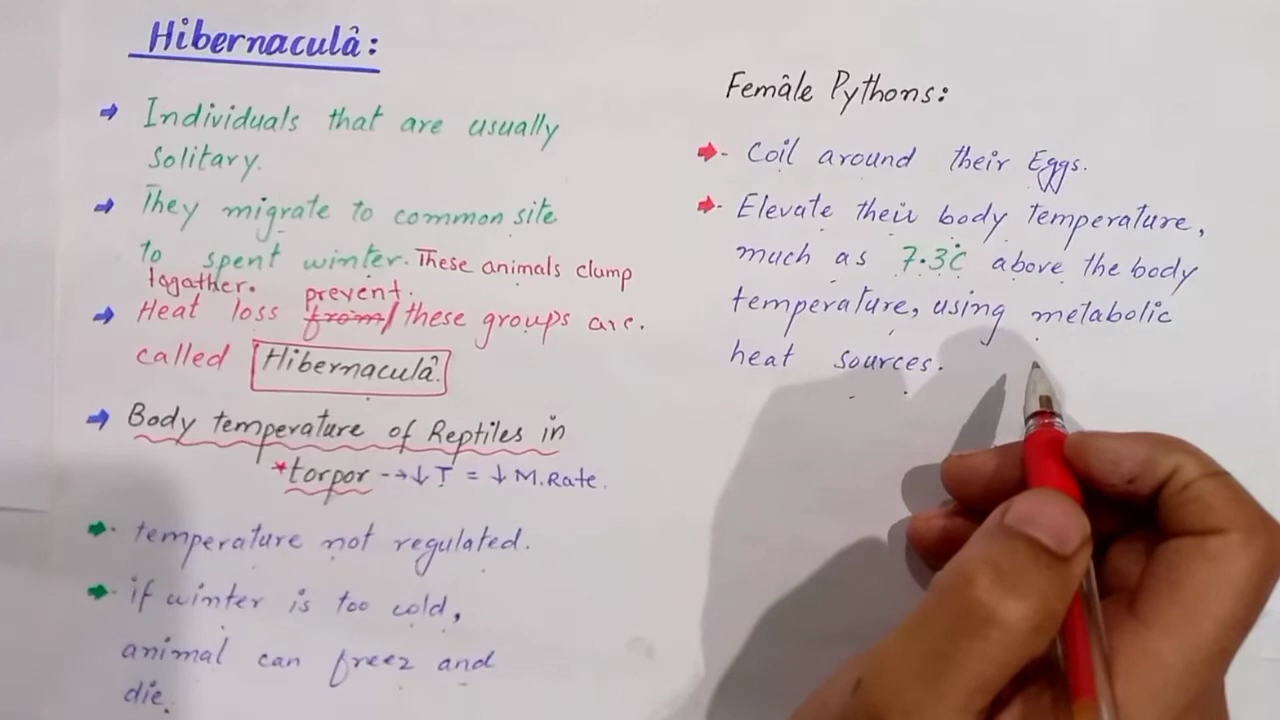 Hibernaculâ:
➡ Individuals that are usually
solitary.
➡ They migrate to common site
to spent winter. These animals clump
togather. prevent.
➡ Heat loss from/ these groups are.
called Hibernaculâ.
➡ Body temperature of Reptiles in
*torpor --→ ↓ T = ↓ M.Rate.
➡. temperature not regulated.
➡. if winter is too cold,
animal can freez and
die.
Femâle Pythons:
➡. Coil around their Eggs.
➡. Elevate their body temperature,
much as 7.3°C above the body
temperature, using metabolic
heat sources.